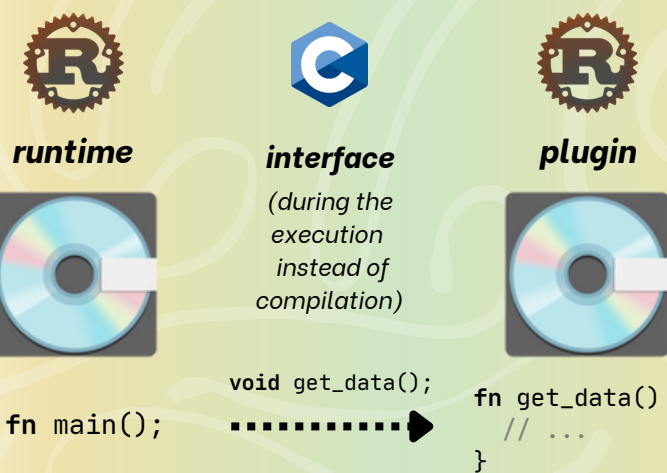 R
C
R
runtime
interface
plugin
(during the
execution
instead of
compilation)
fn main();
void get_data();
fn get_data()
// ...
}